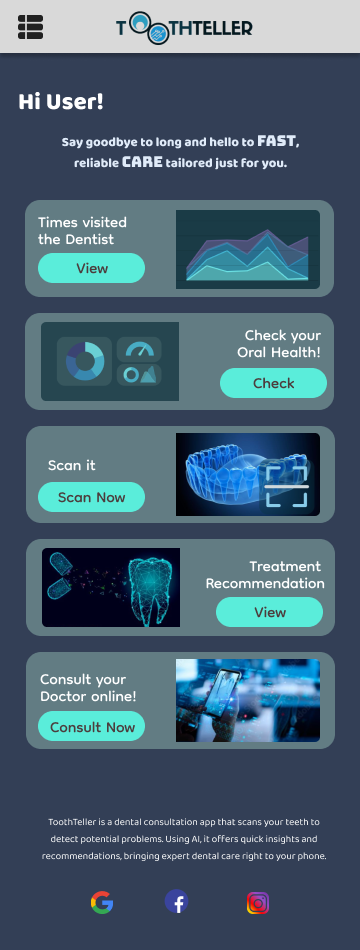 TOOTHTELLER
Hi User!
Say goodbye to long and hello to FAST,
reliable CARE tailored just for you.
Times visited
the Dentist
View
Check your
Oral Health!
Check
Scan it
Scan Now
Treatment
Recommendation
View
Consult your
Doctor online!
Consult Now
ToothTeller is a dental consultation app that scans your teeth to
detect potential problems. Using AI, it offers quick insights and
recommendations, bringing expert dental care right to your phone.